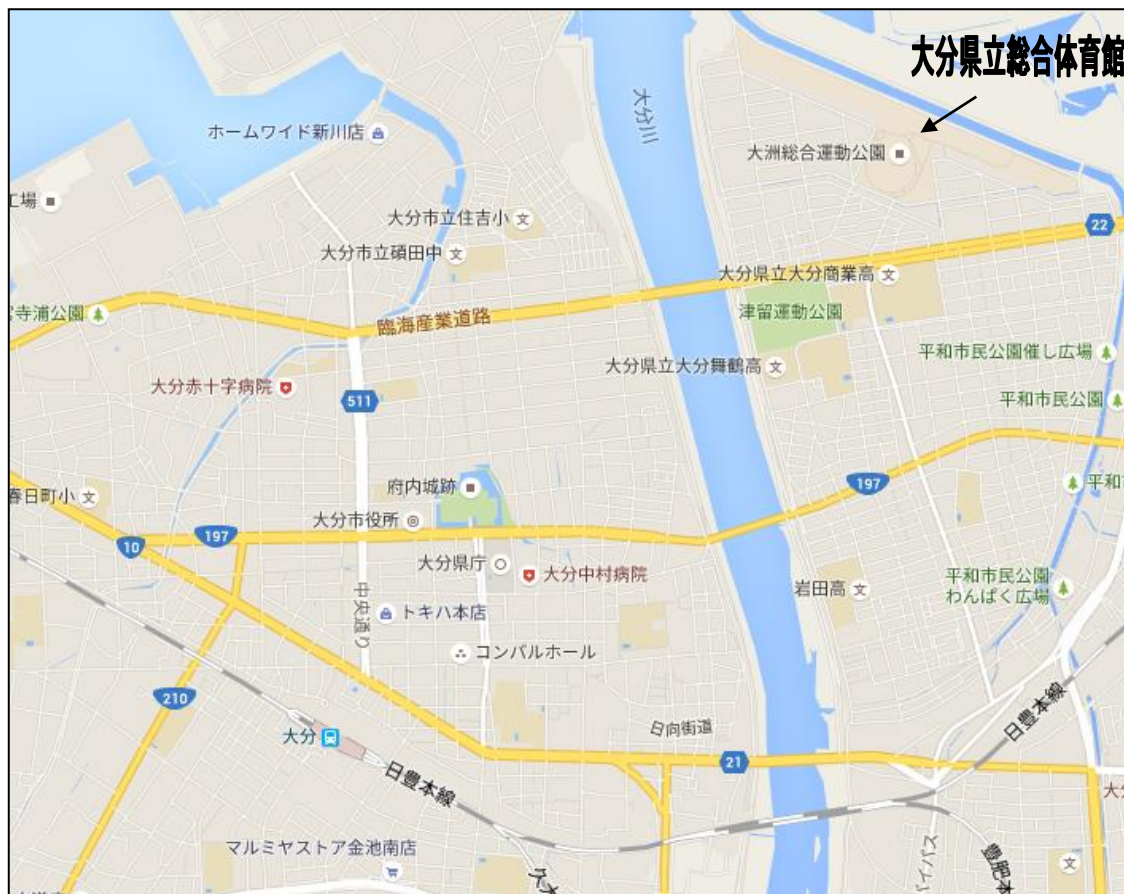 大分県立総合体育館
大分川
ホームワイド新川店
大洲総合運動公園
工場
大分市立住吉小
22
大分市立碩田中
大分県立大分商業高
津留運動公園
臨海産業道路
平和市民公園催し広場
大分県立大分舞鶴高
大分赤十字病院
平和市民公園
511
197
府内城跡
春日町小
大分市役所
197
10
大分県庁
大分中村病院
岩田高
平和市民公園
わんぱく広場
中央通り
トキハ本店
コンパルホール
210
日豊本線
日向街道
大分
21
日豊本線
マルミヤストア金池南店